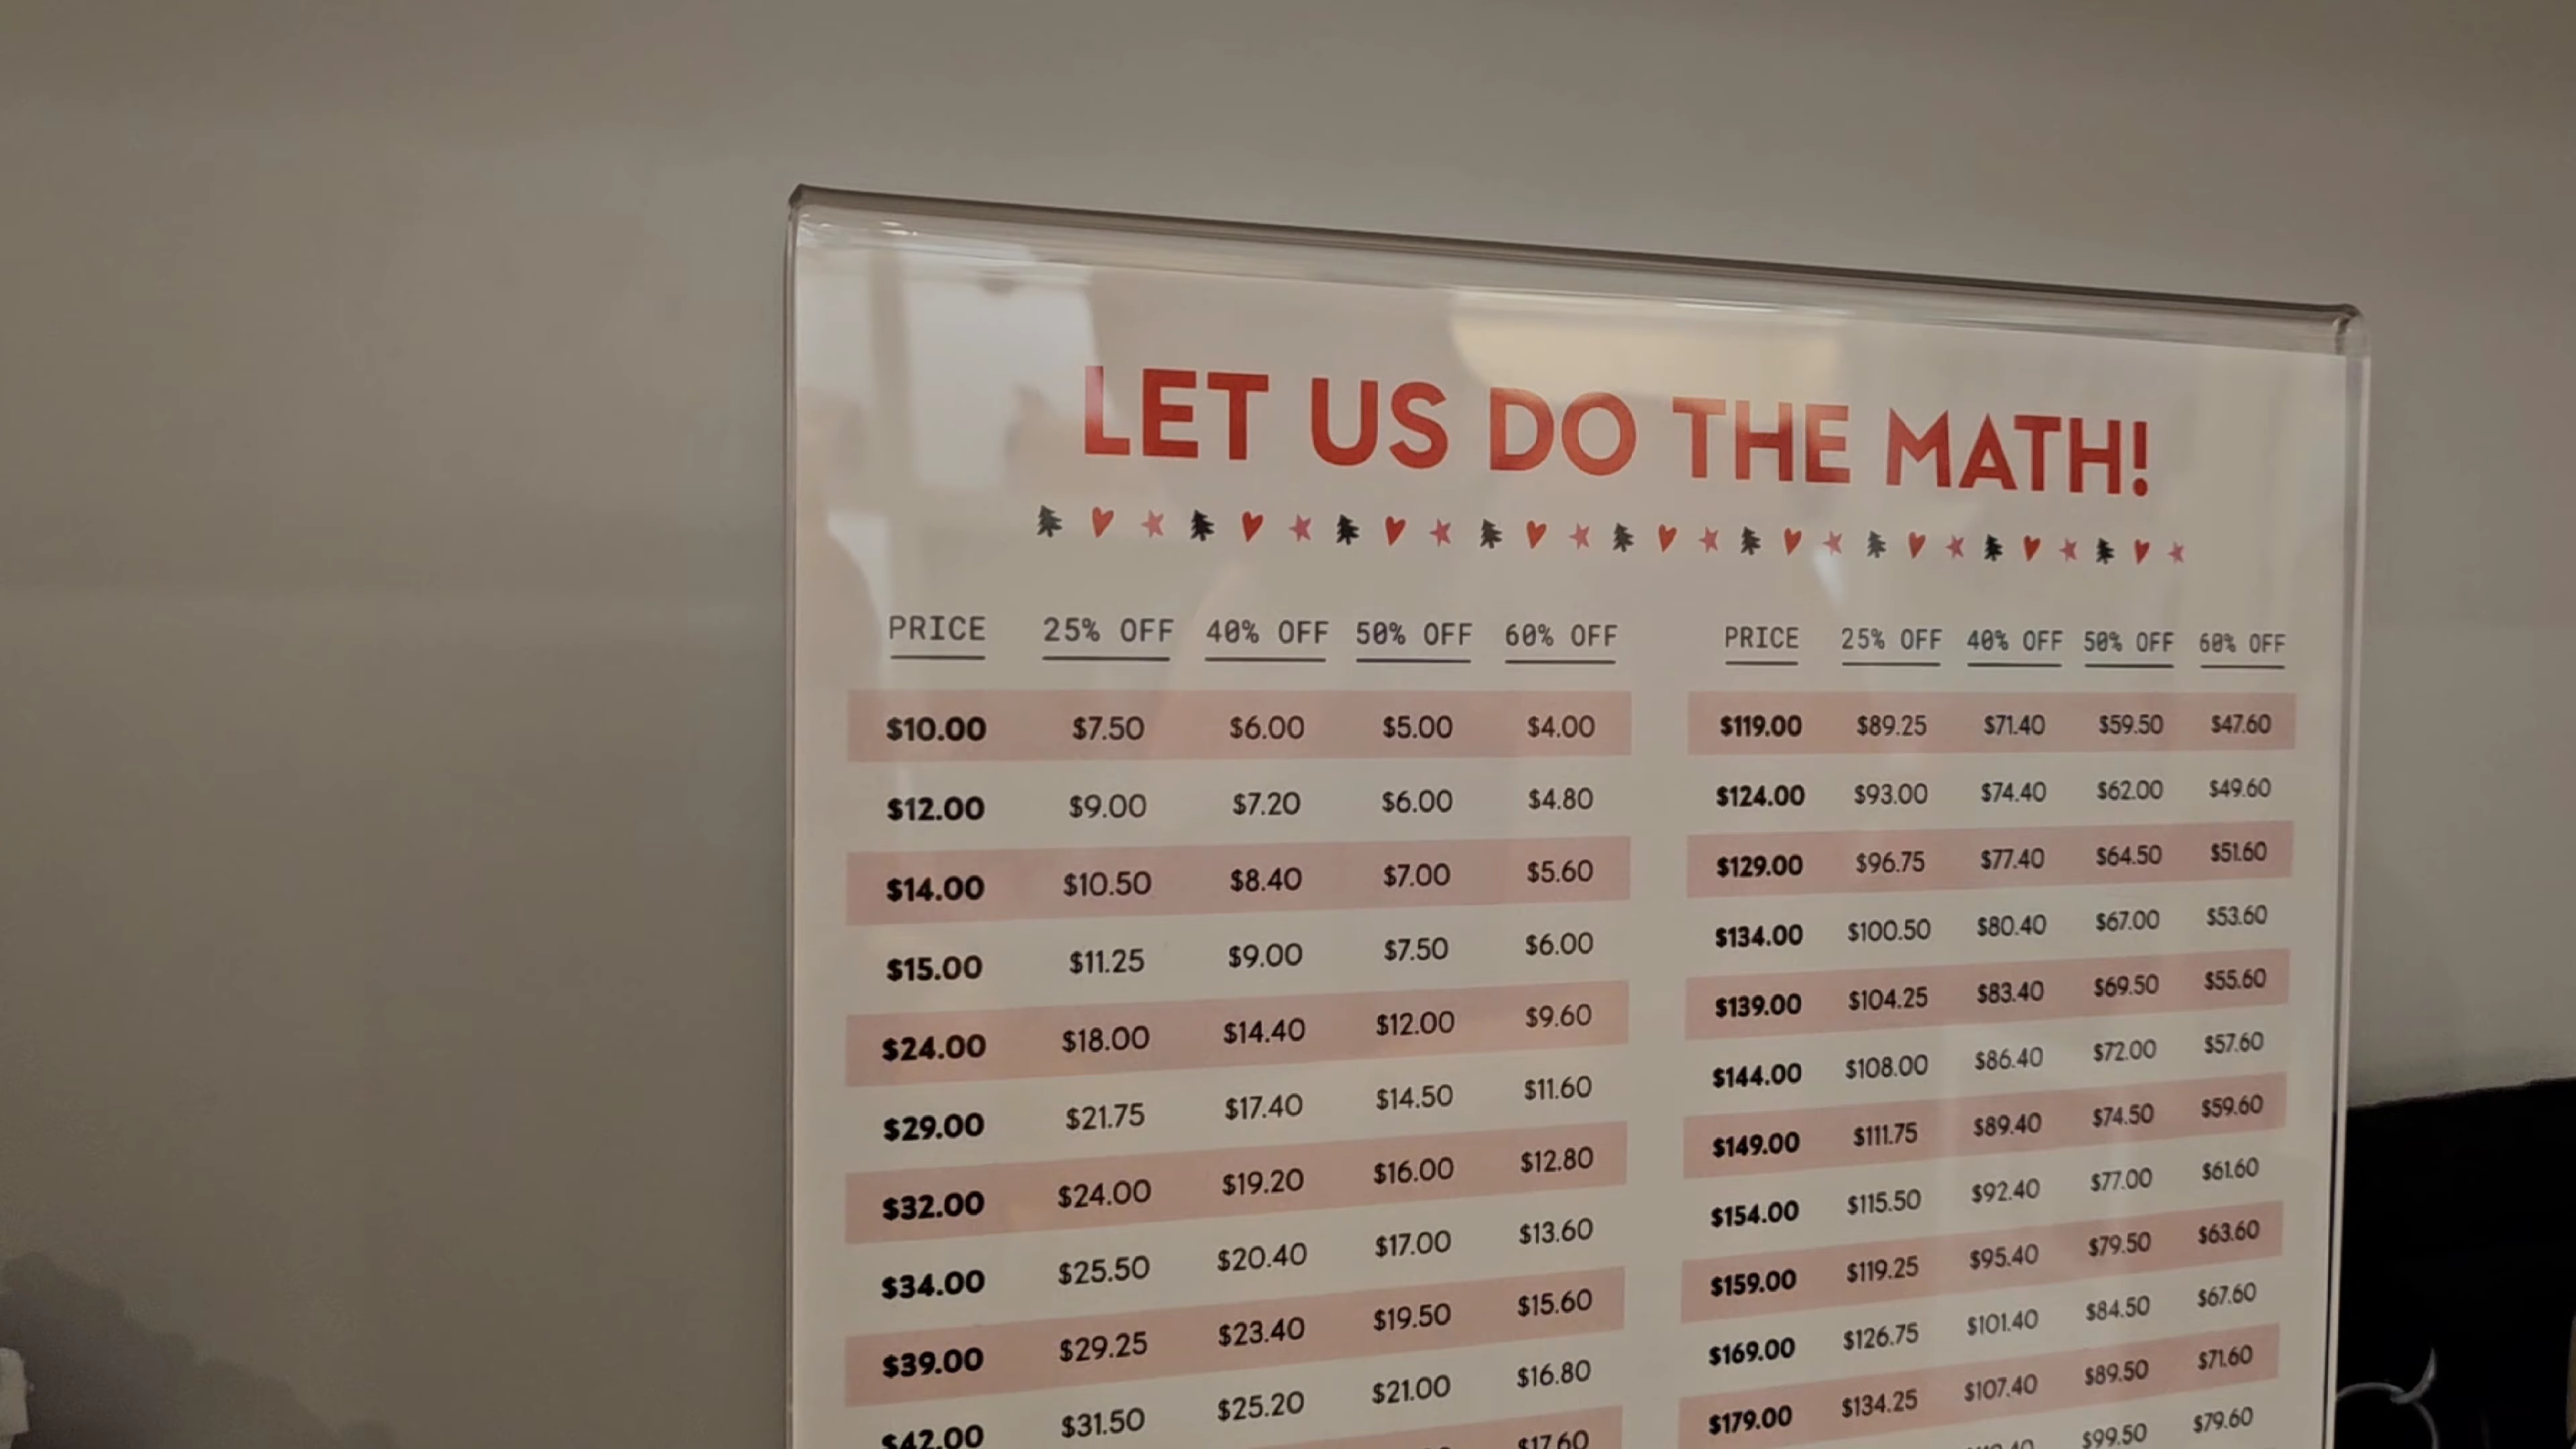 LET US DO THE MATH!
PRICE 25% OFF 40% OFF 50% OFF 60% OFF
$10.00 $7.50 $6.00 $5.00 $4.00
$12.00 $9.00 $7.20 $6.00 $4.80
$14.00 $10.50 $8.40 $7.00 $5.60
$15.00 $11.25 $9.00 $7.50 $6.00
$24.00 $18.00 $14.40 $12.00 $9.60
$29.00 $21.75 $17.40 $14.50 $11.60
$32.00 $24.00 $19.20 $16.00 $12.80
$34.00 $25.50 $20.40 $17.00 $13.60
$39.00 $29.25 $23.40 $19.50 $15.60
$42.00 $31.50 $25.20 $21.00 $16.80
$17.60
PRICE 25% OFF 40% OFF 50% OFF 60% OFF
$119.00 $89.25 $71.40 $59.50 $47.60
$124.00 $93.00 $74.40 $62.00 $49.60
$129.00 $96.75 $77.40 $64.50 $51.60
$134.00 $100.50 $80.40 $67.00 $53.60
$139.00 $104.25 $83.40 $69.50 $55.60
$144.00 $108.00 $86.40 $72.00 $57.60
$149.00 $111.75 $89.40 $74.50 $59.60
$154.00 $115.50 $92.40 $77.00 $61.60
$159.00 $119.25 $95.40 $79.50 $63.60
$169.00 $126.75 $101.40 $84.50 $67.60
$179.00 $134.25 $107.40 $89.50 $71.60
$99.50 $79.60